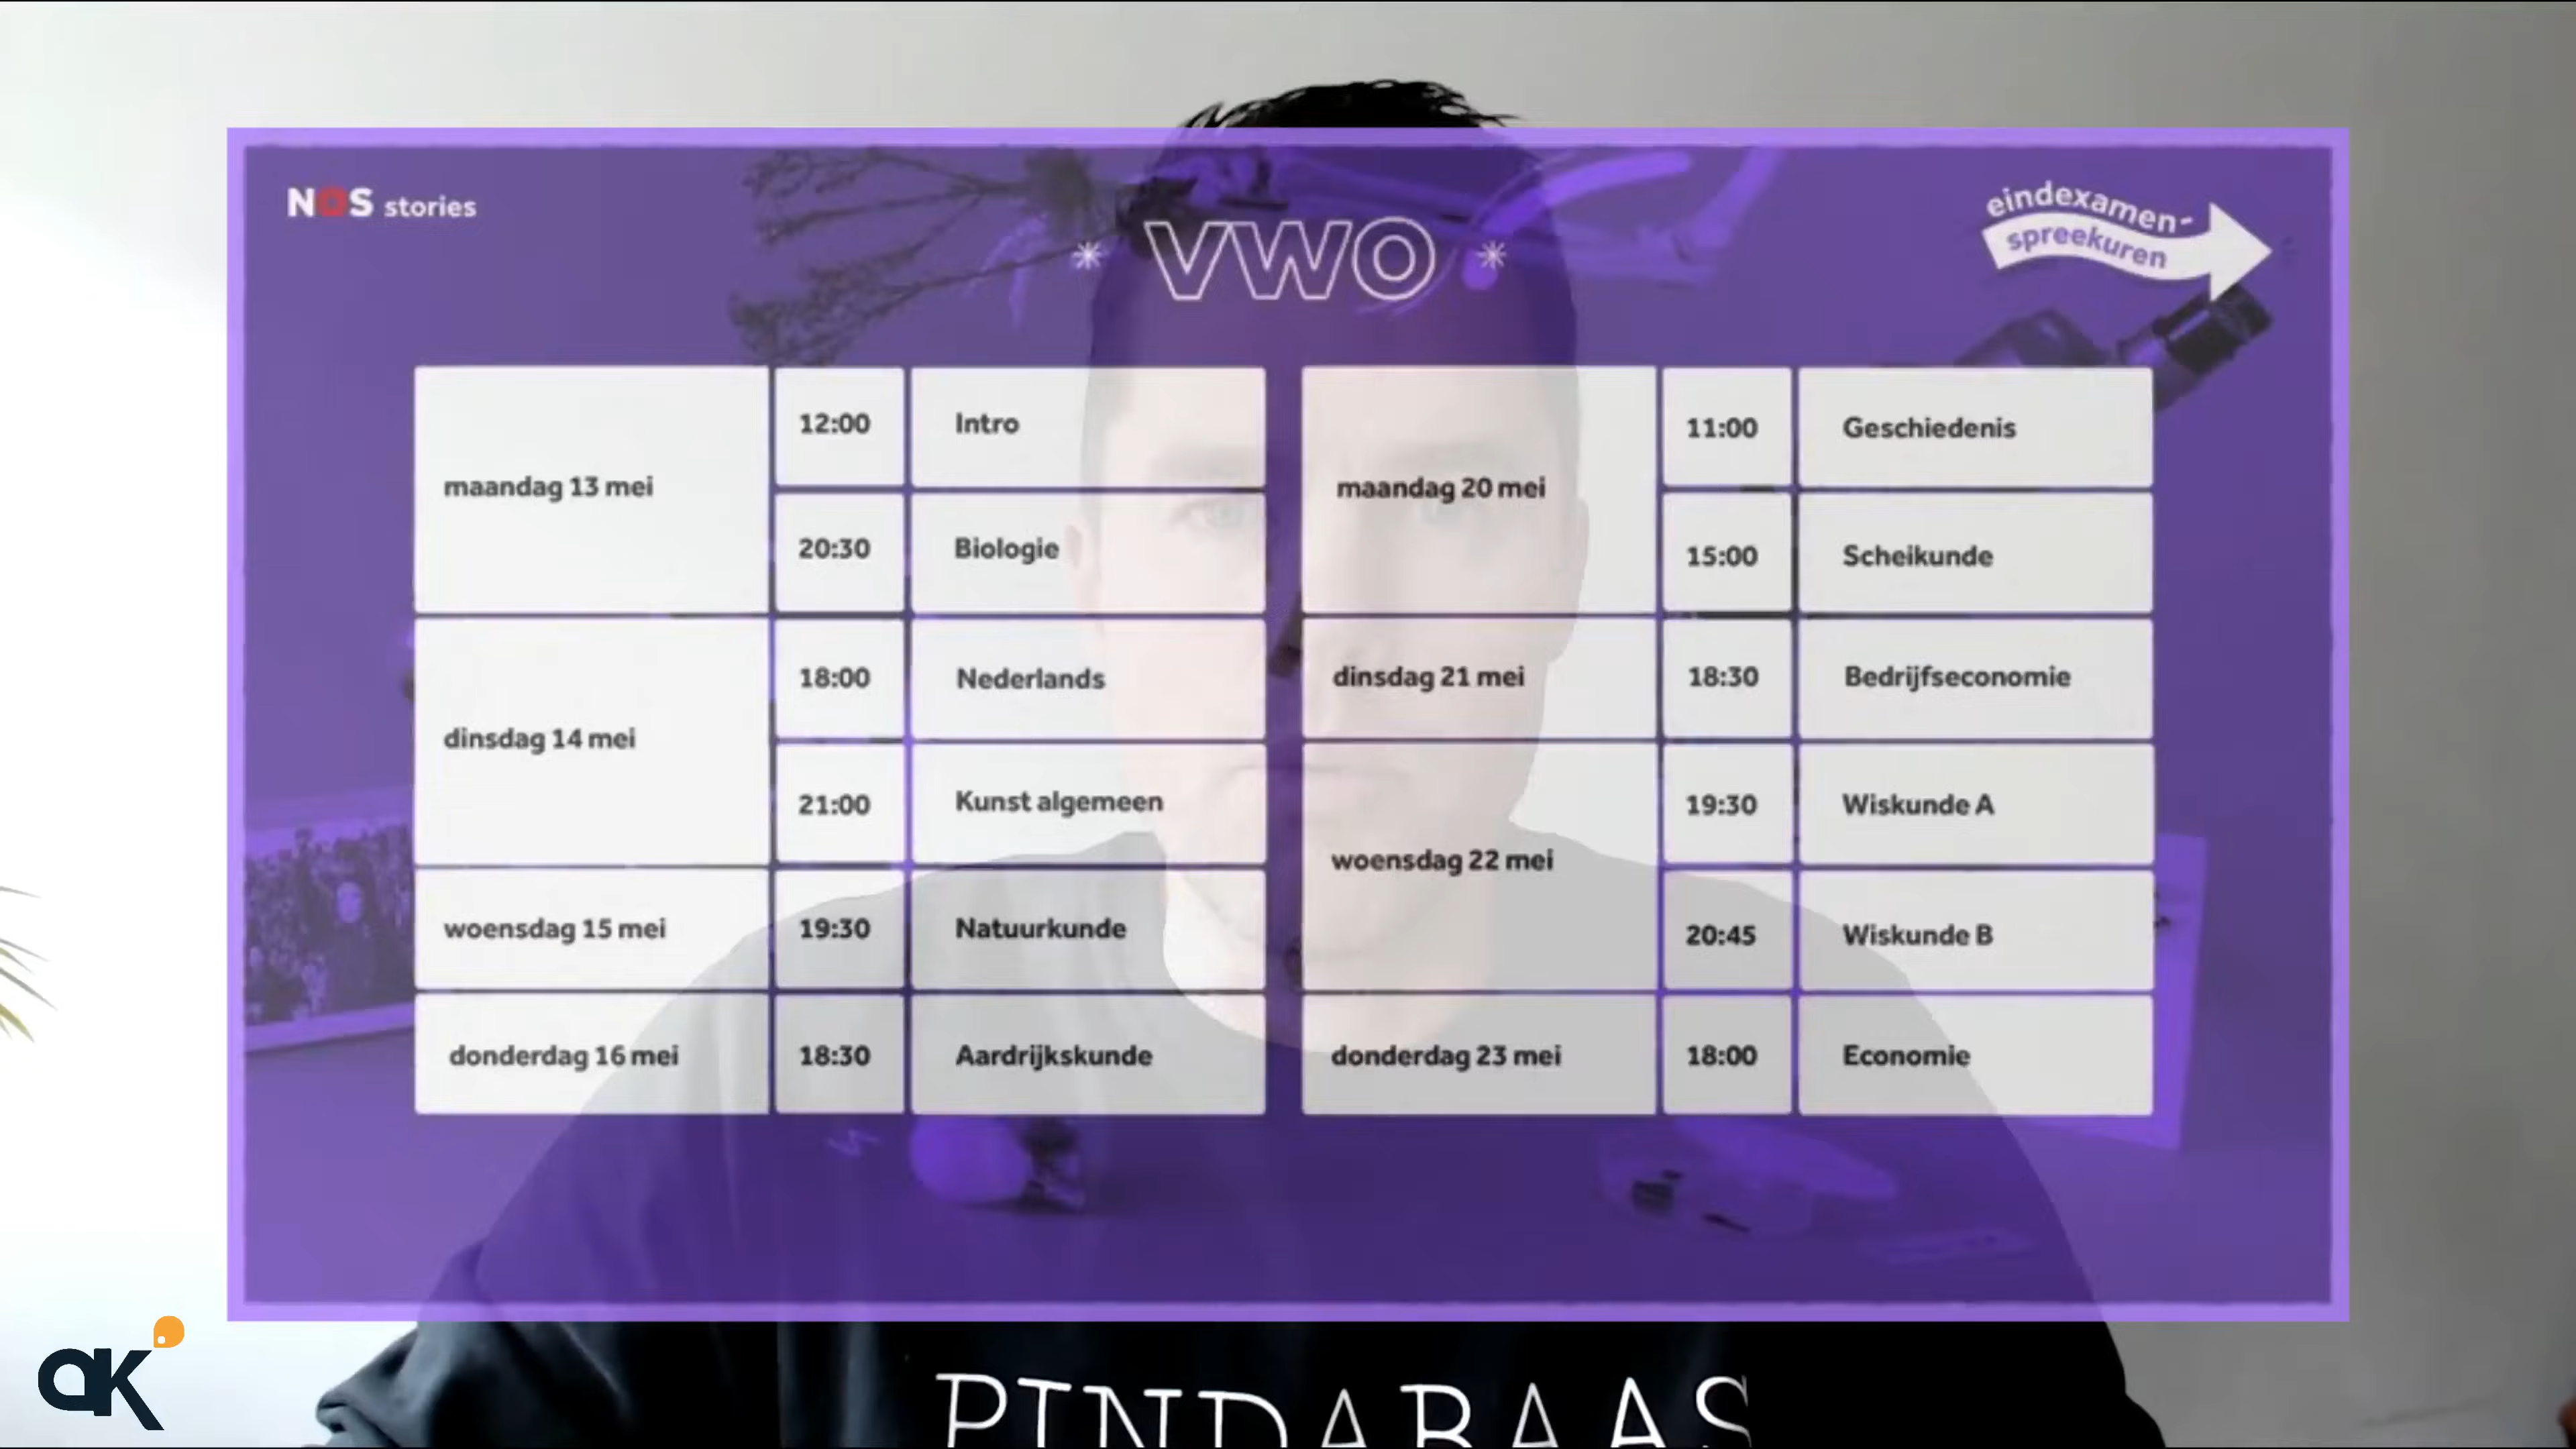 NOS stories
eindexamen-
spreekuren
VWO
maandag 13 mei
12:00 Intro
20:30 Biologie
dinsdag 14 mei
18:00 Nederlands
21:00 Kunst algemeen
woensdag 15 mei
19:30 Natuurkunde
donderdag 16 mei
18:30 Aardrijkskunde
maandag 20 mei
11:00 Geschiedenis
15:00 Scheikunde
dinsdag 21 mei
18:30 Bedrijfseconomie
woensdag 22 mei
19:30 Wiskunde A
20:45 Wiskunde B
donderdag 23 mei
18:00 Economie
aK
PINDABAAS